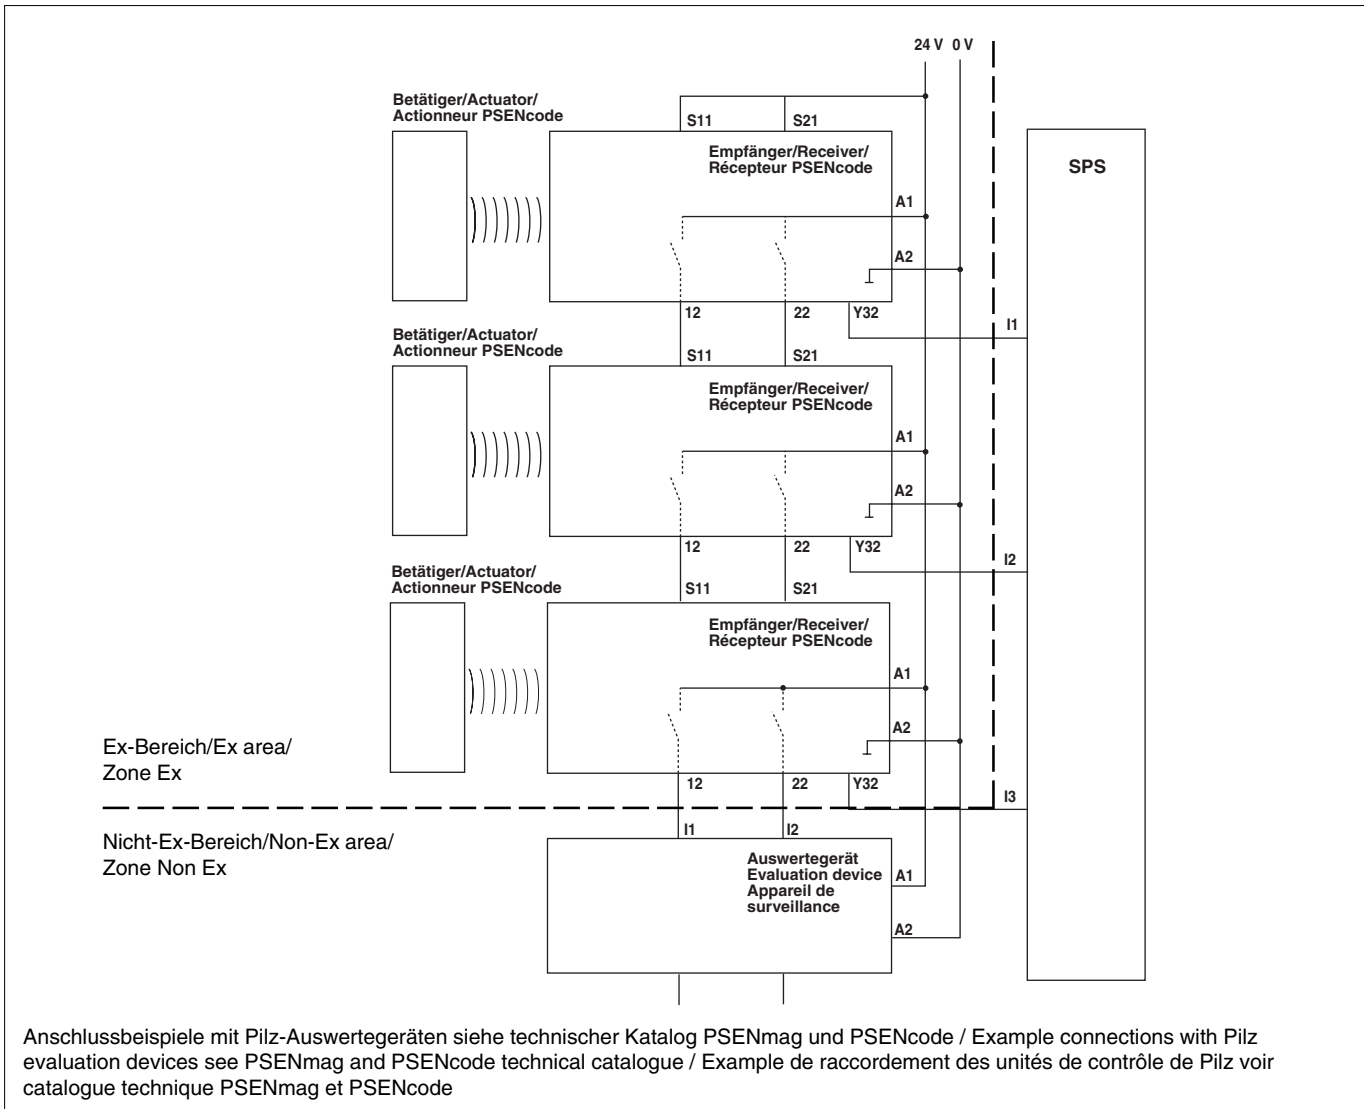 24 V 0 V
Betätiger/Actuator/
Actionneur PSENcode
S11
S21
Empfänger/Receiver/
Récepteur PSENcode
SPS
A1
A2
12
22
Y32
I1
Betätiger/Actuator/
Actionneur PSENcode
S11
S21
Empfänger/Receiver/
Récepteur PSENcode
A1
A2
12
22
Y32
I2
Betätiger/Actuator/
Actionneur PSENcode
S11
S21
Empfänger/Receiver/
Récepteur PSENcode
A1
A2
Ex-Bereich/Ex area/
Zone Ex
12
22
Y32
I3
Nicht-Ex-Bereich/Non-Ex area/
Zone Non Ex
I1
I2
Auswertegerät
Evaluation device
Appareil de
surveillance
A1
A2
Anschlussbeispiele mit Pilz-Auswertegeräten siehe technischer Katalog PSENmag und PSENcode / Example connections with Pilz
evaluation devices see PSENmag and PSENcode technical catalogue / Example de raccordement des unités de contrôle de Pilz voir
catalogue technique PSENmag et PSENcode